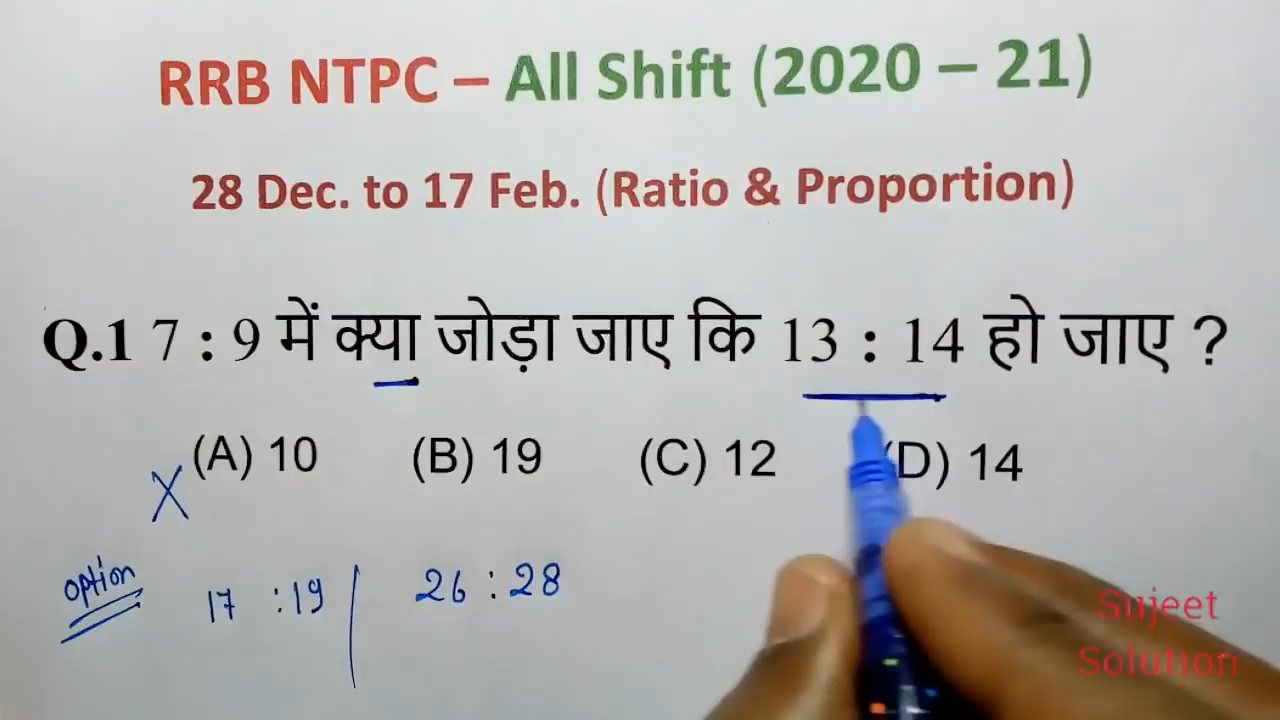 RRB NTPC – All Shift (2020 – 21)
28 Dec. to 17 Feb. (Ratio & Proportion)
Q.1 7 : 9 में क्या जोड़ा जाए कि 13 : 14 हो जाए ?
(A) 10 (B) 19 (C) 12 (D) 14
X
option 17 :19 26 : 28
Sujeet
Solution